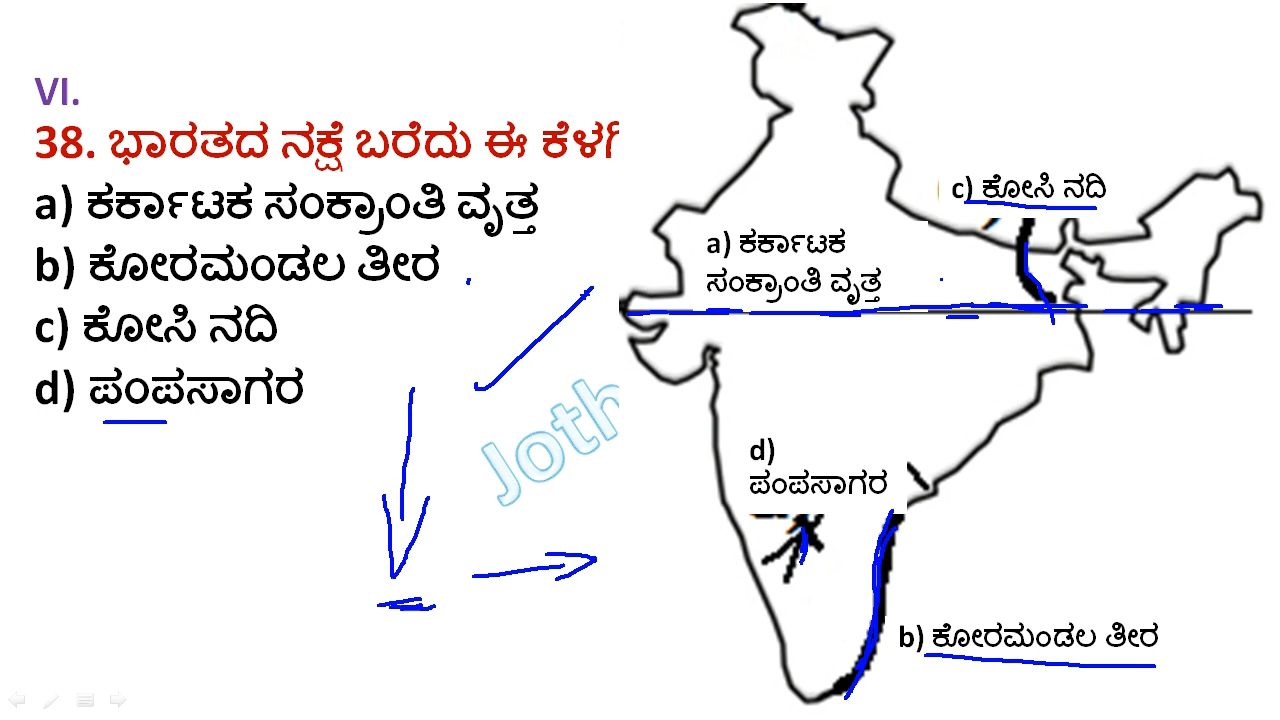 VI.
38. ಭಾರತದ ನಕ್ಷೆ ಬರೆದು ಈ
a) ಕರ್ಕಾಟಕ ಸಂಕ್ರಾಂತಿ ವೃತ್ತ
b) ಕೋರಮಂಡಲ ತೀರ
c) ಕೋಸಿ ನದಿ
d) ಪಂಪಸಾಗರ
Joth
c) ಕೋಸಿ ನದಿ
a) ಕರ್ಕಾಟಕ
ಸಂಕ್ರಾಂತಿ ವೃತ್ತ
d)
ಪಂಪಸಾಗರ
b) ಕೋರಮಂಡಲ ತೀರ